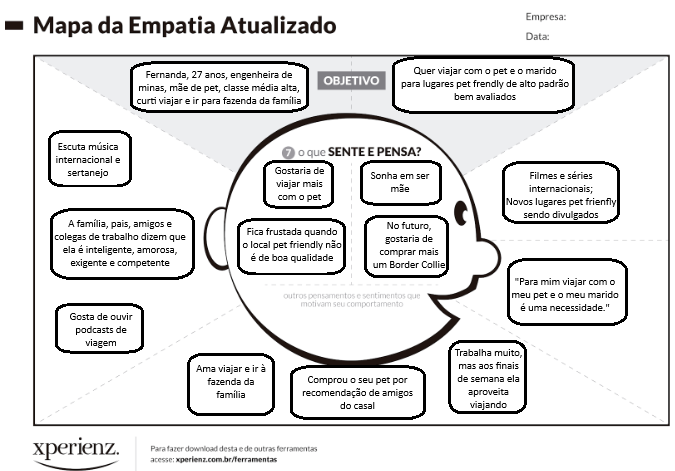 Mapa da Empatia Atualizado
Empresa:
Data:
Fernanda, 27 anos, engenheira de
minas, mãe de pet, classe média alta,
curti viajar e ir para fazenda da família
OBJETIVO
Quer viajar com o pet e o marido
para lugares pet frendly de alto padrão
bem avaliados
7 o que SENTE E PENSA?
Escuta música
internacional e
sertanejo
Gostaria de
viajar mais
com o pet
Sonha em ser
mãe
Filmes e séries
internacionais;
Novos lugares pet frienfly
sendo divulgados
A família, pais, amigos e
colegas de trabalho dizem que
ela é inteligente, amorosa,
exigente e competente
Fica frustada quando
o local pet friendly não
é de boa qualidade
No futuro,
gostaria de
comprar mais
um Border Collie
"Para mim viajar com o
meu pet e o meu marido
é uma necessidade."
outros pensamentos e sentimentos que
motivam seu comportamento
Gosta de ouvir
podcasts de
viagem
Ama viajar e ir à
fazenda da
família
Comprou o seu pet por
recomendação de amigos
do casal
Trabalha muito,
mas aos finais
de semana ela
aproveita
viajando
xperienz.
Para fazer download desta e de outras ferramentas
acesse: xperienz.com.br/ferramentas